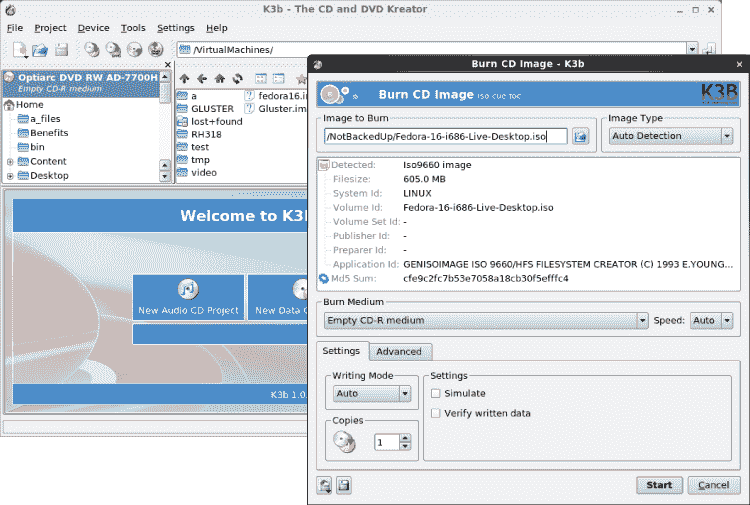 K3b - The CD and DVD Kreator
File Project Device Tools Settings Help
/VirtualMachines/
Optiarc DVD RW AD-7700H
Empty CD-R medium
Home
a_files
Benefits
bin
Content
Desktop
a
GLUSTER
lost+found
RH318
test
tmp
video
fedora16.in
Gluster.im
Welcome to K3b
New Audio CD Project
New Data C
K3b 1.0.
Burn CD Image - K3b
Burn CD Image iso cue toc
K3B
Image to Burn
/NotBackedUp/Fedora-16-i686-Live-Desktop.iso
Image Type
Auto Detection
Detected: Iso9660 image
Filesize: 605.0 MB
System Id: LINUX
Volume Id: Fedora-16-i686-Live-Desktop.iso
Volume Set Id: -
Publisher Id: -
Preparer Id: -
Application Id: GENISOIMAGE ISO 9660/HFS FILESYSTEM CREATOR (C) 1993 E.YOUNG...
Md5 Sum: cfe9c2fc7b53e7058a18cb30f5efffc4
Burn Medium
Empty CD-R medium Speed: Auto
Settings Advanced
Writing Mode
Auto
Copies
1
Settings
Simulate
Verify written data
Start Cancel